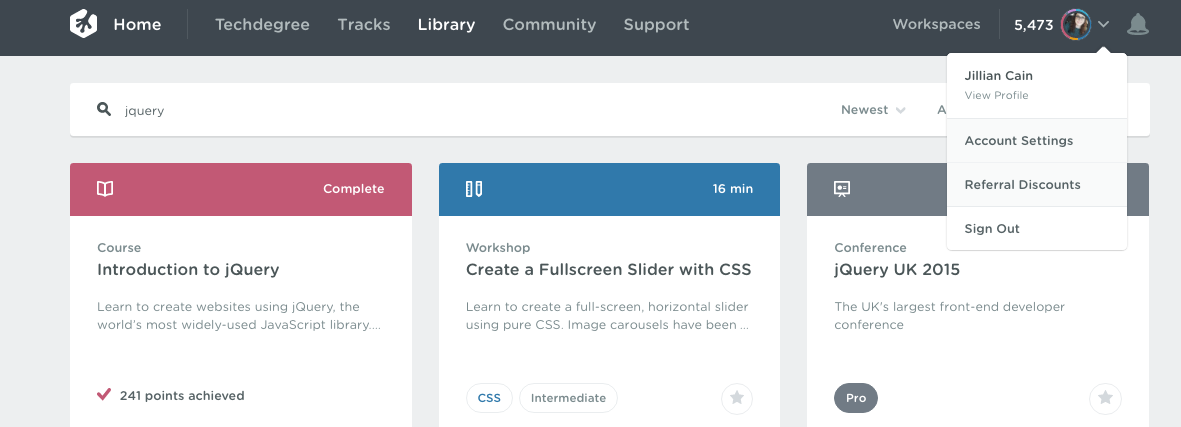 Home
Techdegree
Tracks
Library
Community
Support
Workspaces
5,473
Jillian Cain
View Profile
Account Settings
Referral Discounts
Sign Out
jquery
Newest
A
Complete
Course
Introduction to jQuery
Learn to create websites using jQuery, the
world's most widely-used JavaScript library....
241 points achieved
16 min
Workshop
Create a Fullscreen Slider with CSS
Learn to create a full-screen, horizontal slider
using pure CSS. Image carousels have been ...
CSS
Intermediate
Conference
jQuery UK 2015
The UK's largest front-end developer
conference
Pro